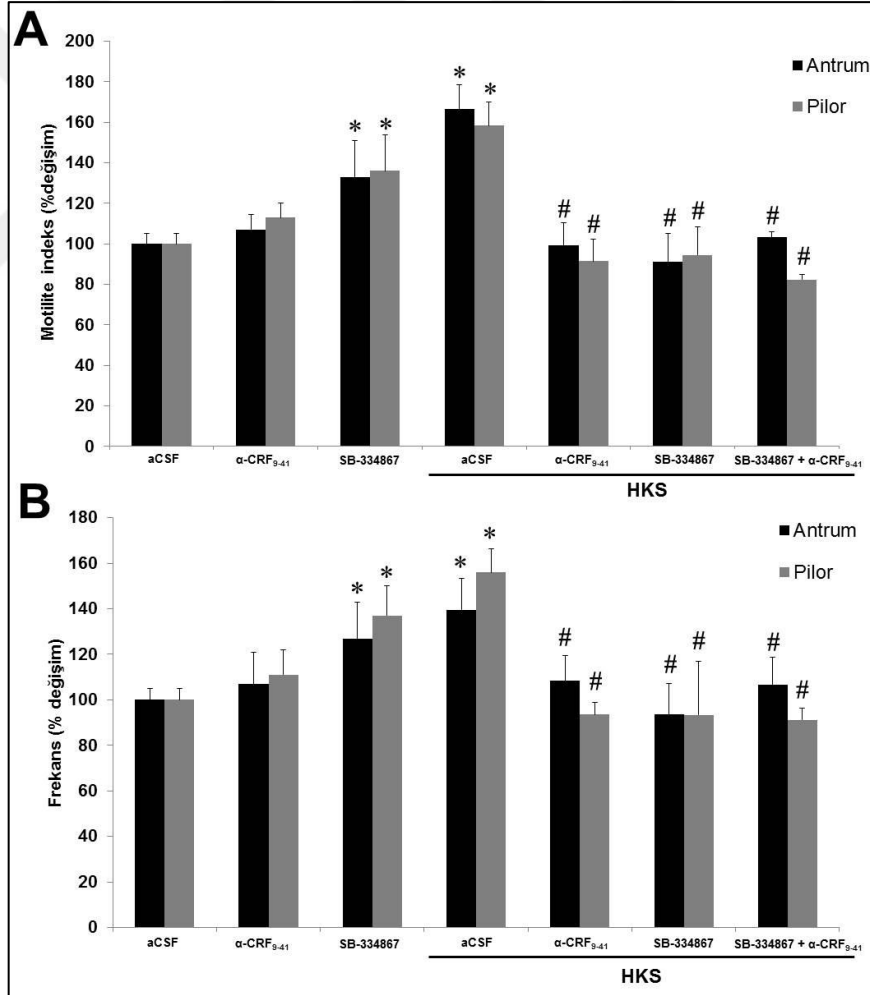 A
200
180
160
140
120
100
80
60
40
20
0
Motilite indeks (%değişim)
Antrum
Pilor
* * * *
# # # # # #
aCSF α-CRF₉₋₄₁ SB-334867 aCSF α-CRF₉₋₄₁ SB-334867 SB-334867 + α-CRF₉₋₄₁
HKS
B
180
160
140
120
100
80
60
40
20
0
Frekans (% değişim)
Antrum
Pilor
* * * *
# # # # # #
aCSF α-CRF₉₋₄₁ SB-334867 aCSF α-CRF₉₋₄₁ SB-334867 SB-334867 + α-CRF₉₋₄₁
HKS